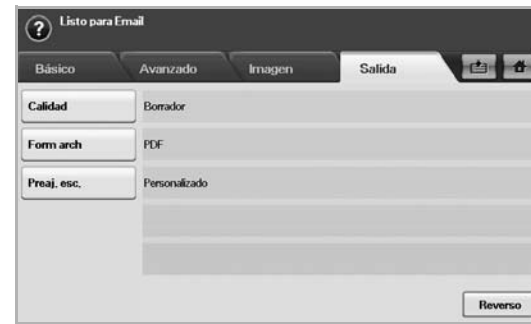 Listo para Email
Básico Avanzado Imagen Salida
Calidad Borrador
Form arch PDF
Preaj. esc. Personalizado
Reverso